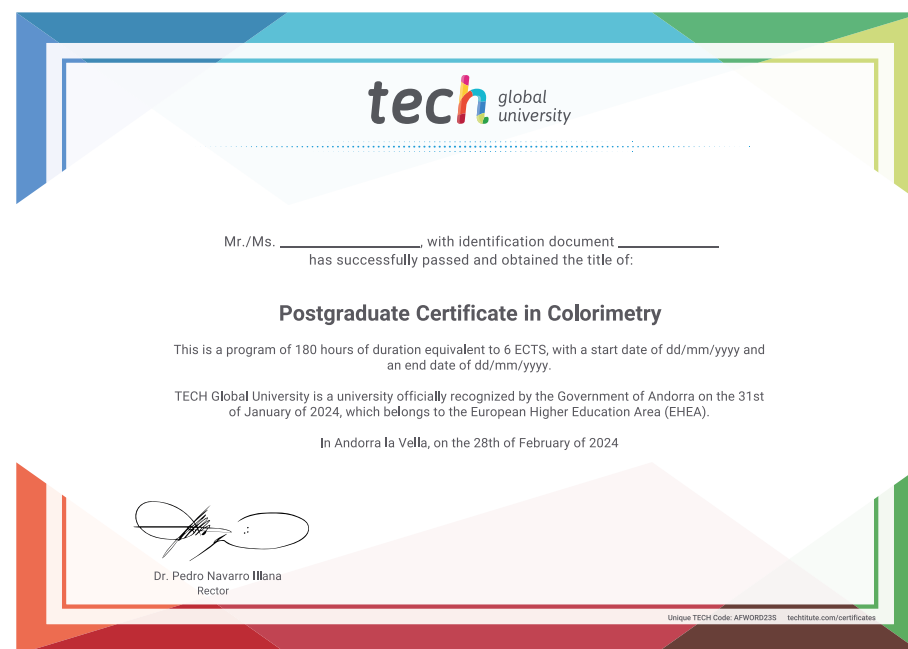 tech global university
Mr./Ms. ____________________, with identification document ______________
has successfully passed and obtained the title of:
Postgraduate Certificate in Colorimetry
This is a program of 180 hours of duration equivalent to 6 ECTS, with a start date of dd/mm/yyyy and
an end date of dd/mm/yyyy.
TECH Global University is a university officially recognized by the Government of Andorra on the 31st
of January of 2024, which belongs to the European Higher Education Area (EHEA).
In Andorra la Vella, on the 28th of February of 2024
Dr. Pedro Navarro Illana
Rector
Unique TECH Code: AFWORD23S techtitute.com/certificates